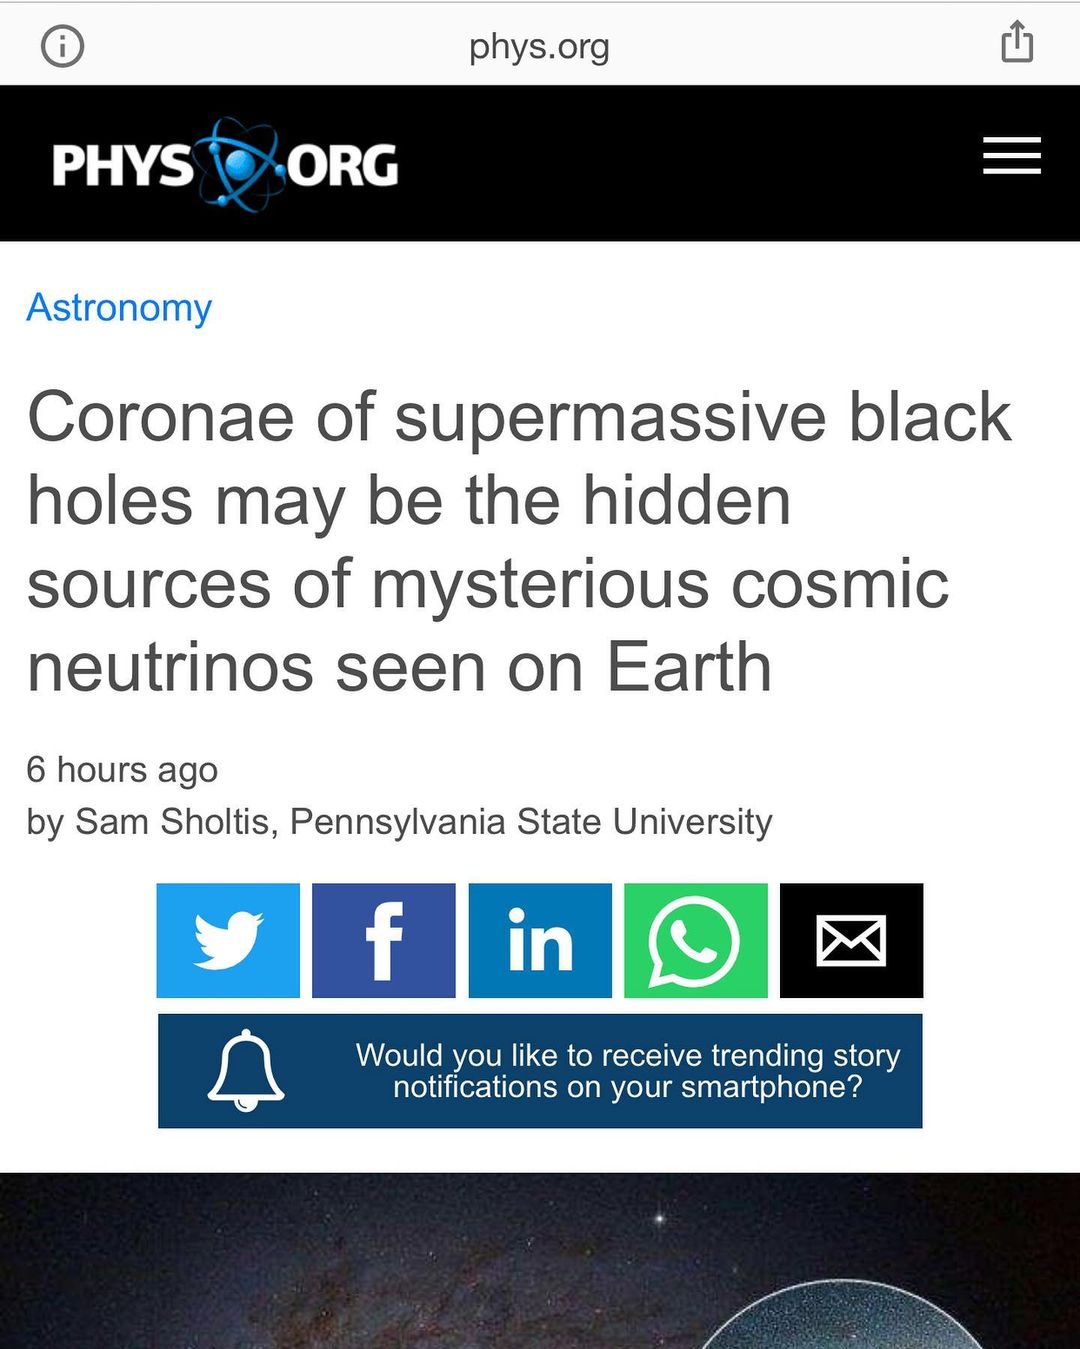 phys.org
PHYS ORG
Astronomy
Coronae of supermassive black
holes may be the hidden
sources of mysterious cosmic
neutrinos seen on Earth
6 hours ago
by Sam Sholtis, Pennsylvania State University
Would you like to receive trending story
notifications on your smartphone?